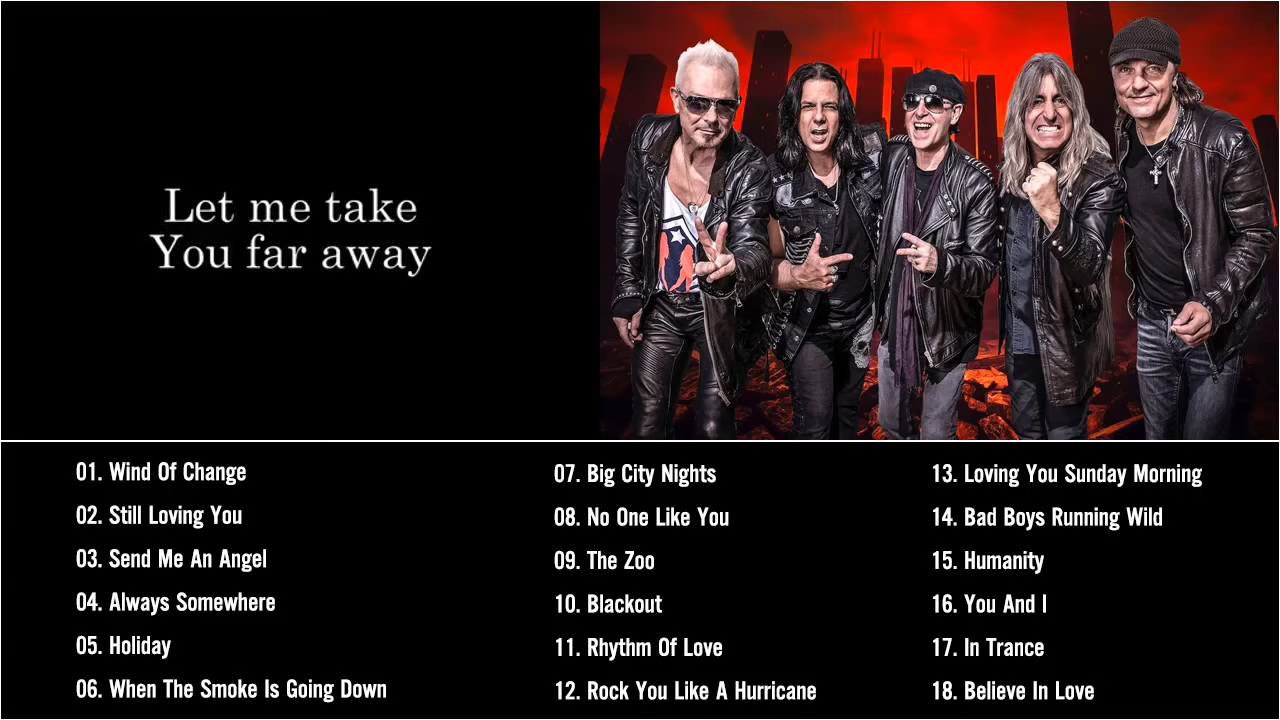 Let me take
You far away
01. Wind Of Change
02. Still Loving You
03. Send Me An Angel
04. Always Somewhere
05. Holiday
06. When The Smoke Is Going Down
07. Big City Nights
08. No One Like You
09. The Zoo
10. Blackout
11. Rhythm Of Love
12. Rock You Like A Hurricane
13. Loving You Sunday Morning
14. Bad Boys Running Wild
15. Humanity
16. You And I
17. In Trance
18. Believe In Love